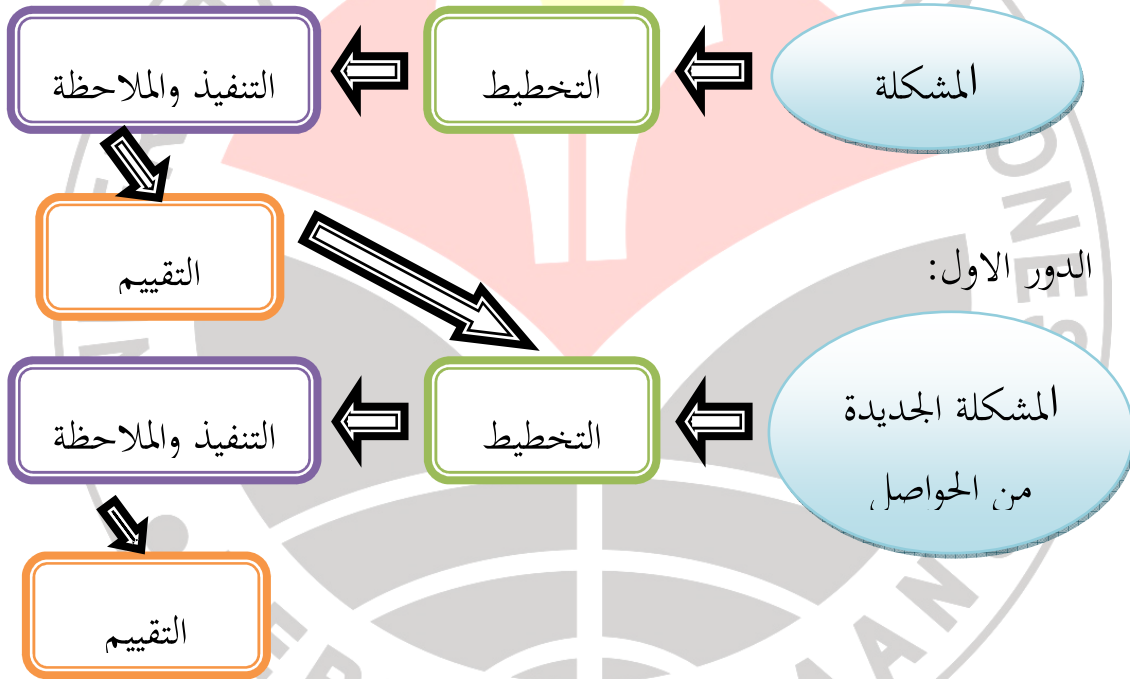 المشكلة
التخطيط
التنفيذ والملاحظة
التقييم
الدور الاول:
المشكلة الجديدة
من الحواصل
التخطيط
التنفيذ والملاحظة
التقييم